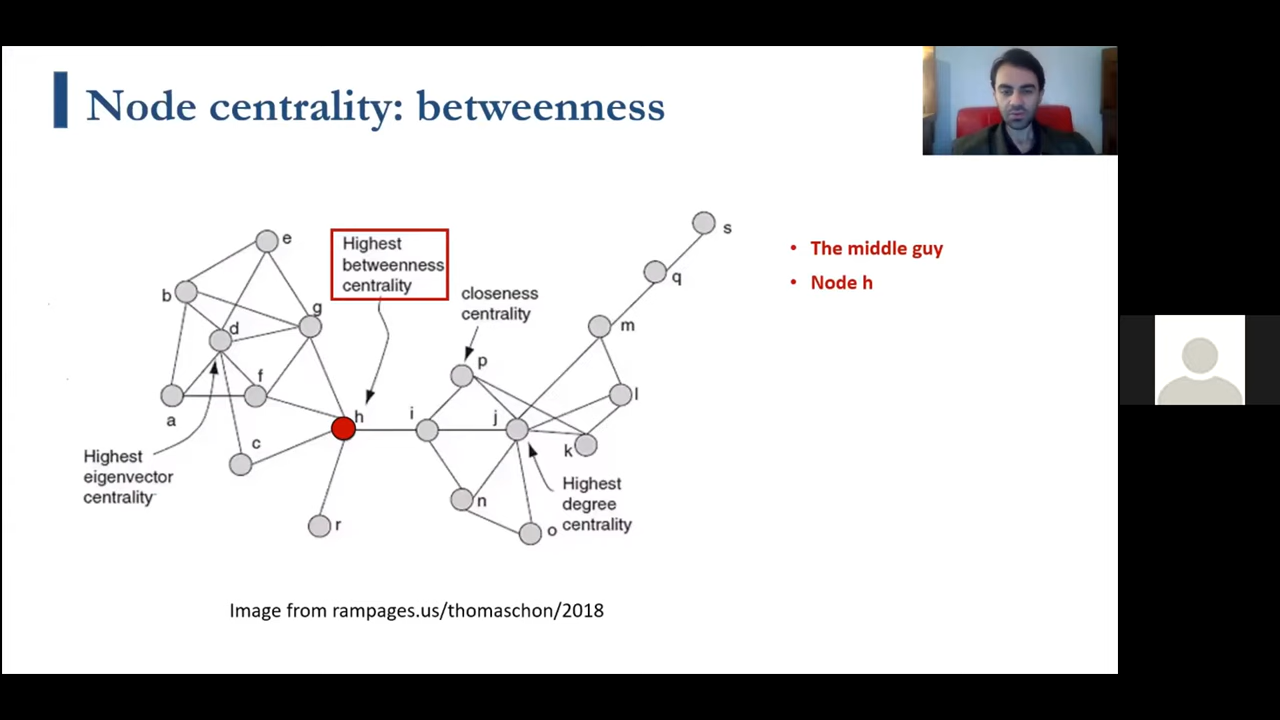 Node centrality: betweenness
s
e
Highest
betweenness
centrality
• The middle guy
• Node h
q
b
closeness
centrality
g
d
m
p
f
l
a
h
i
j
c
k
Highest
eigenvector
centrality
n
Highest
degree
centrality
r
o
Image from rampages.us/thomaschon/2018